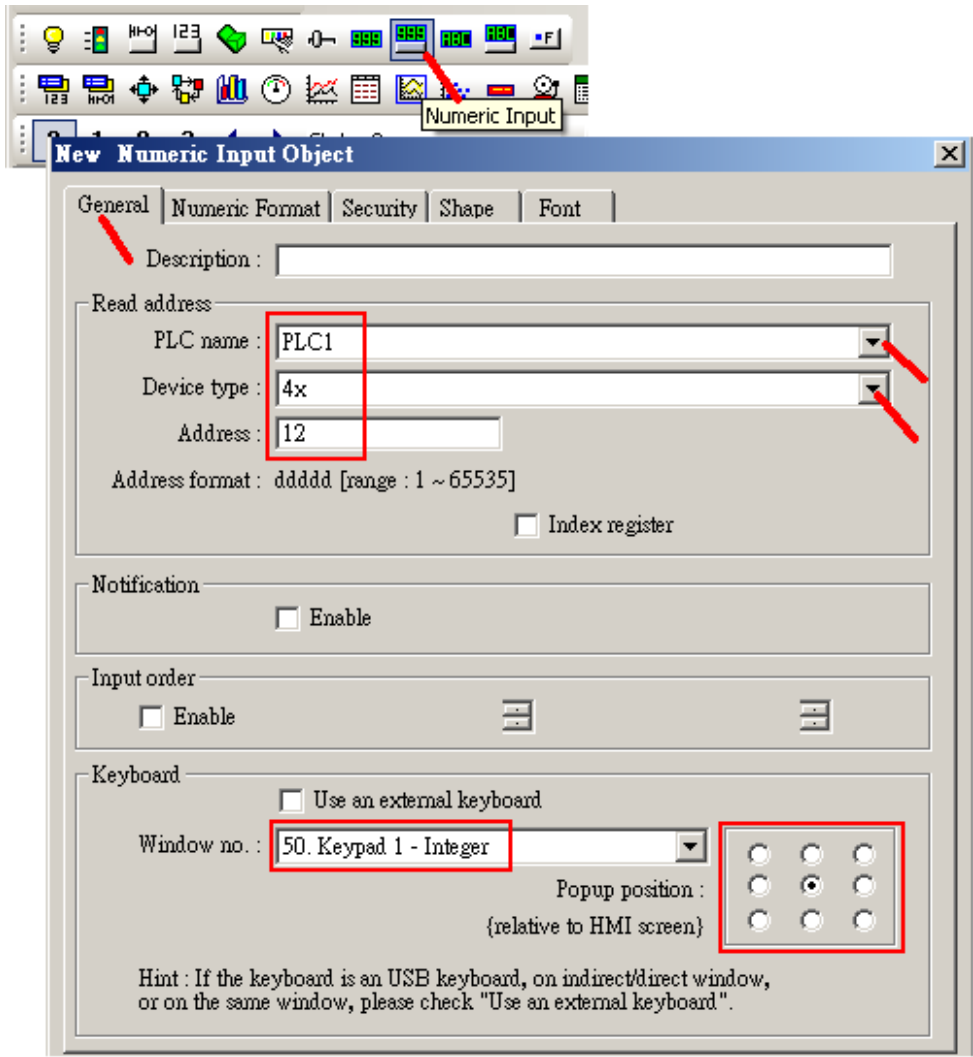 Numeric Input
New Numeric Input Object
General Numeric Format Security Shape Font
Description :
Read address
PLC name : PLC1
Device type : 4x
Address : 12
Address format : ddddd [range : 1 ~ 65535]
Index register
Notification
Enable
Input order
Enable
Keyboard
Use an external keyboard
Window no. : 50. Keypad 1 - Integer
Popup position :
{relative to HMI screen}
Hint : If the keyboard is an USB keyboard, on indirect/direct window,
or on the same window, please check "Use an external keyboard".